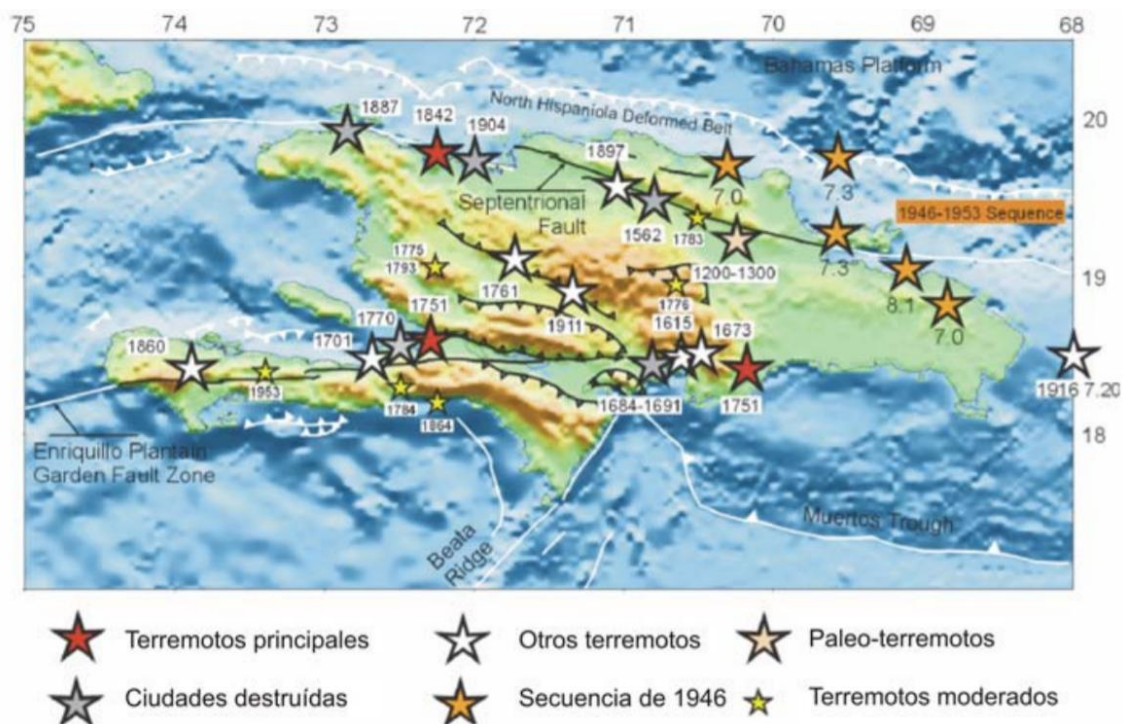 75 74 73 72 71 70 69 68
Bahamas Platform
1887
1842
North Hispaniola Deformed Belt
20
1904
1897
7.0
7.3
Septentrional
Fault
1946-1953 Sequence
1562
1783
7.3
1200-1300
1775
1793
19
1761
1776
8.1
1751
1770
1911
1615
1673
7.0
1701
1860
1953
1784
1864
1684-1691
1751
1916 7.20
18
Enriquillo Plantain
Garden Fault Zone
Beata
Ridge
Muertos Trough
Terremotos principales
Otros terremotos
Paleo-terremotos
Ciudades destruídas
Secuencia de 1946
Terremotos moderados